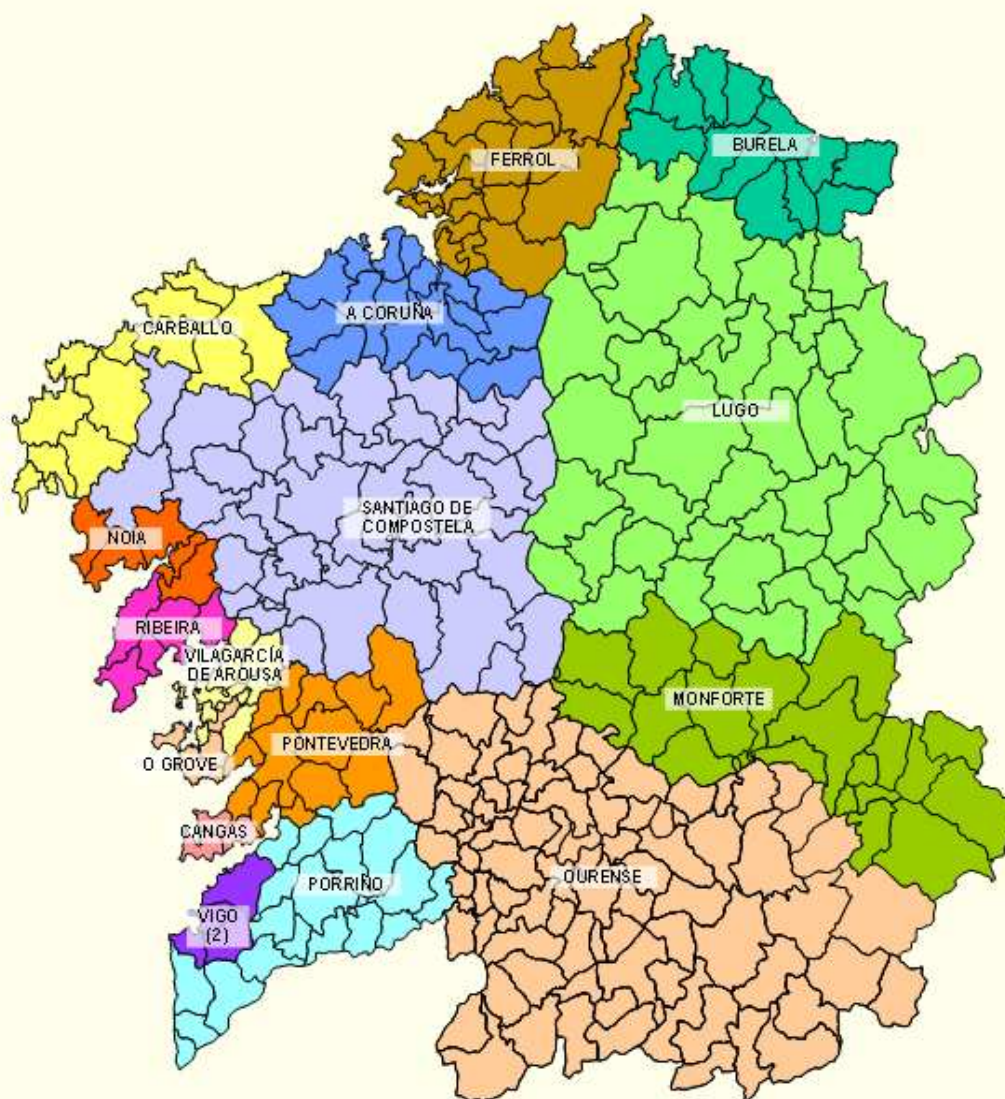 BURELA
FERROL
A CORUÑA
CARBALLO
LUGO
SANTIAGO DE
COMPOSTELA
NOIA
RIBEIRA
VILAGARCÍA
DE AROUSA
MONFORTE
PONTEVEDRA
O GROVE
CANGAS
OURENSE
PORRIÑO
VIGO
(2)